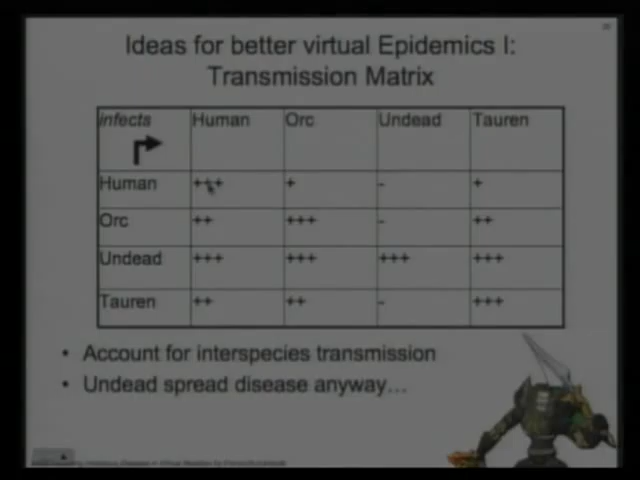 Ideas for better virtual Epidemics I:
Transmission Matrix
infects Human Orc Undead Tauren
Human +++ + - +
Orc ++ +++ - ++
Undead +++ +++ +++ +++
Tauren ++ ++ - +++
• Account for interspecies transmission
• Undead spread disease anyway…